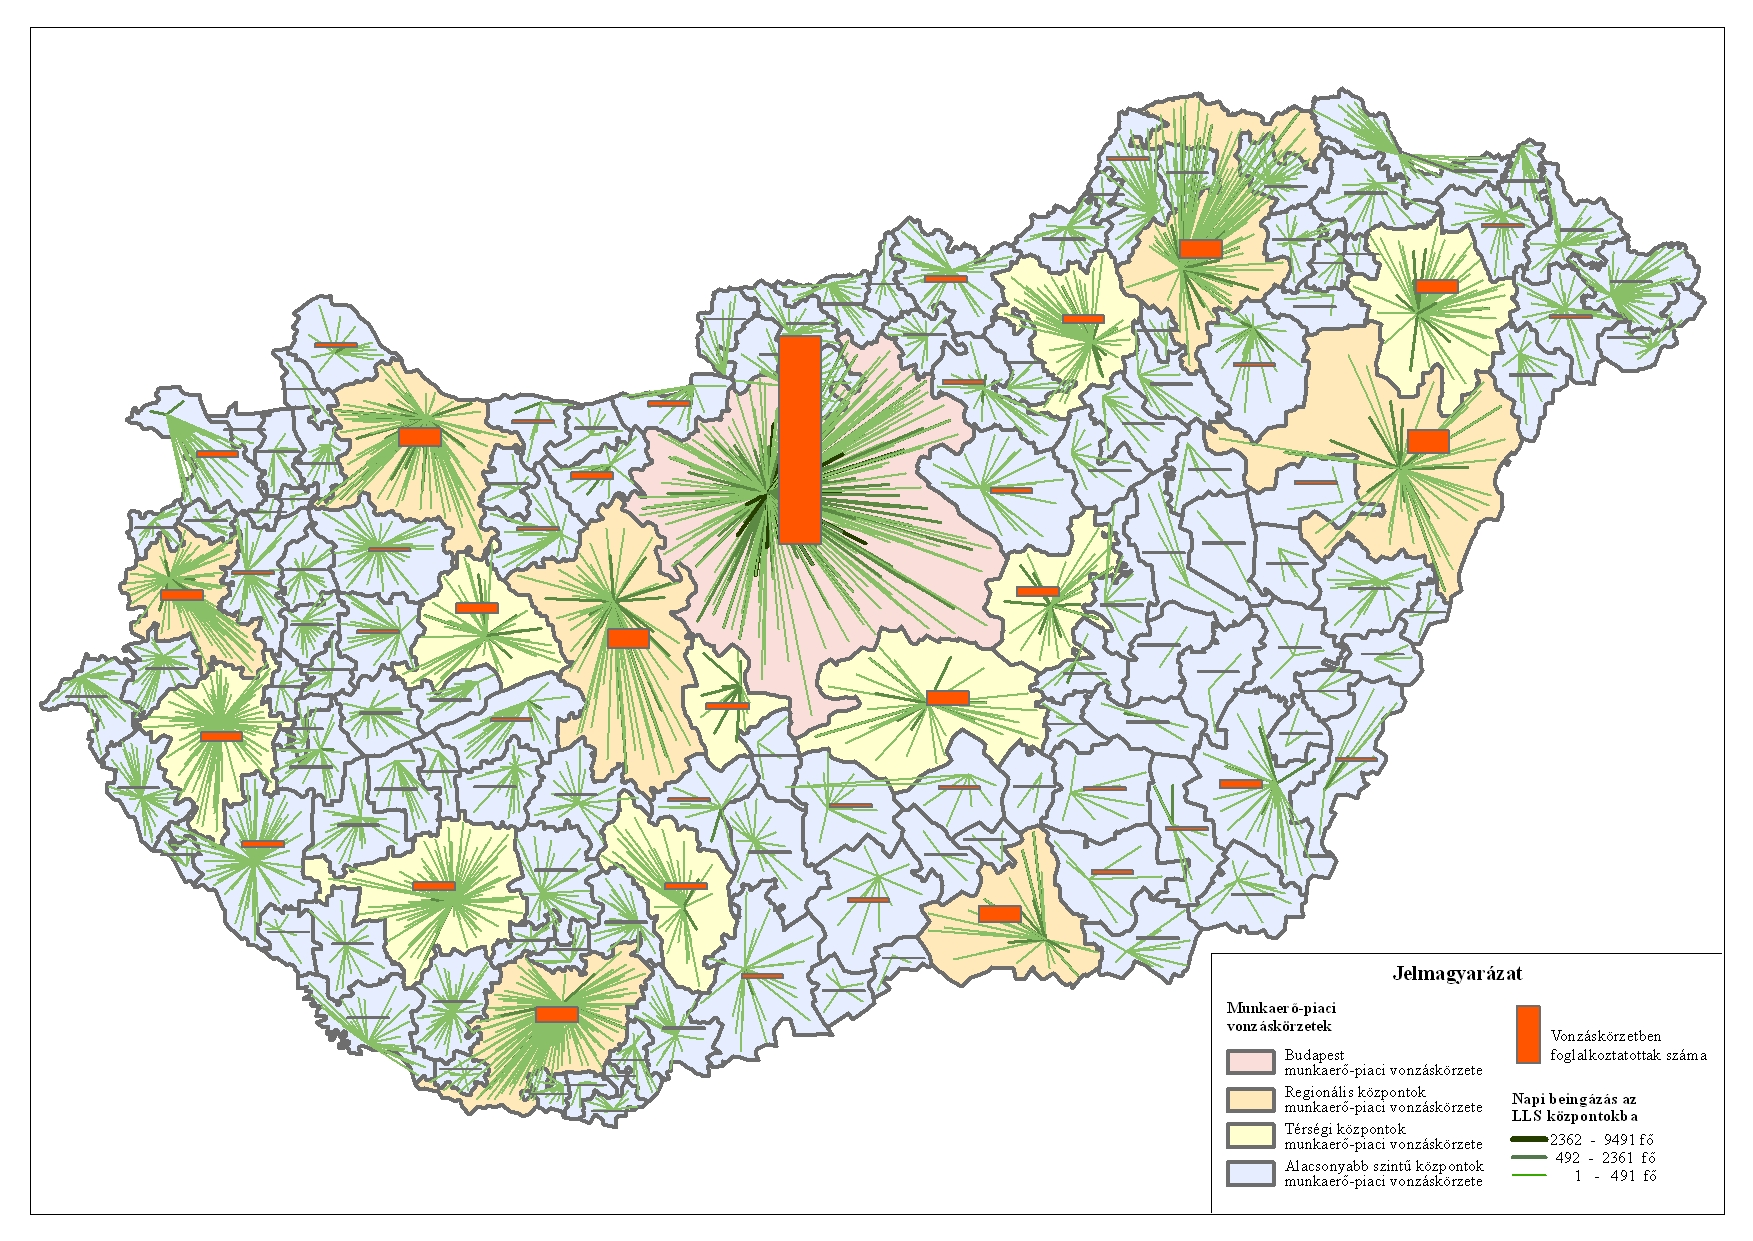 Jelmagyarázat
Munkaerő-piaci
vonzáskörzetek
Budapest
munkaerő-piaci vonzáskörzete
Regionális központok
munkaerő-piaci vonzáskörzete
Térségi központok
munkaerő-piaci vonzáskörzete
Alacsonyabb szintű központok
munkaerő-piaci vonzáskörzete
Vonzáskörzetben
foglalkoztatottak száma
Napi beingázás az
LLS központokba
2362 - 9491 fő
492 - 2361 fő
1 - 491 fő